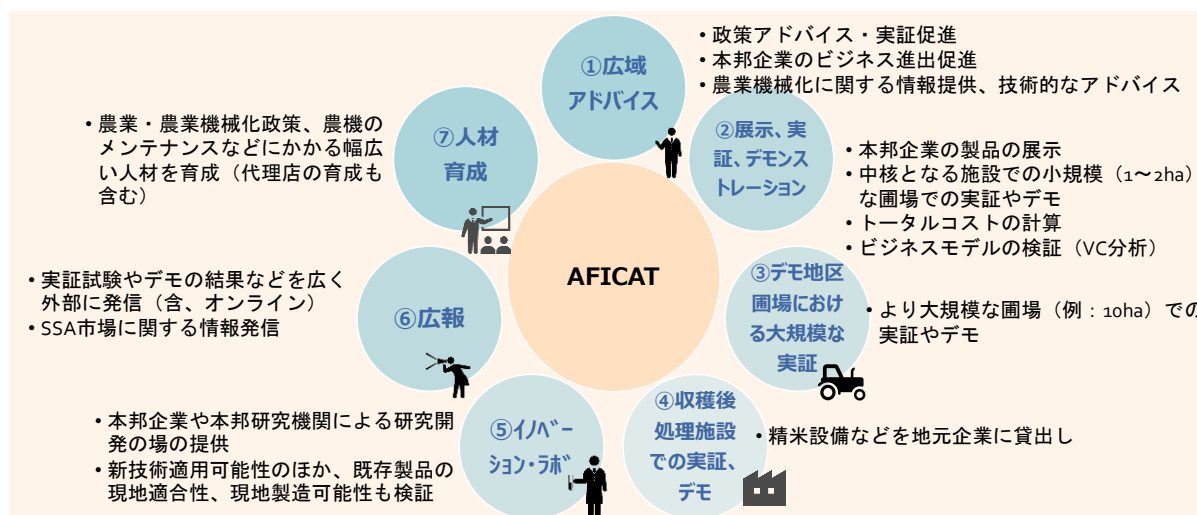 ①広域
アドバイス
• 政策アドバイス・実証促進
• 本邦企業のビジネス進出促進
• 農業機械化に関する情報提供、技術的なアドバイス
②展示、実
証、デモンス
トレーション
• 本邦企業の製品の展示
• 中核となる施設での小規模（1～2ha）
な圃場での実証やデモ
• トータルコストの計算
• ビジネスモデルの検証（VC分析）
③デモ地区
圃場におけ
る大規模な
実証
• より大規模な圃場（例：10ha）での
実証やデモ
④収穫後
処理施設
での実証、
デモ
• 精米設備などを地元企業に貸出し
⑤ｲﾉﾍﾞｰ
ｼｮﾝ・ﾗﾎﾞ
• 本邦企業や本邦研究機関による研究開
発の場の提供
• 新技術適用可能性のほか、既存製品の
現地適合性、現地製造可能性も検証
⑥広報
• 実証試験やデモの結果などを広く
外部に発信（含、オンライン）
• SSA市場に関する情報発信
⑦人材
育成
• 農業・農業機械化政策、農機の
メンテナンスなどにかかる幅広
い人材を育成（代理店の育成も
含む）
AFICAT